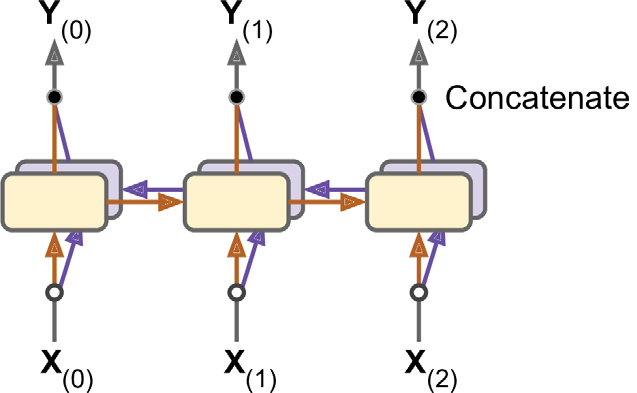 Y(0) Y(1) Y(2)
Concatenate
X(0) X(1) X(2)